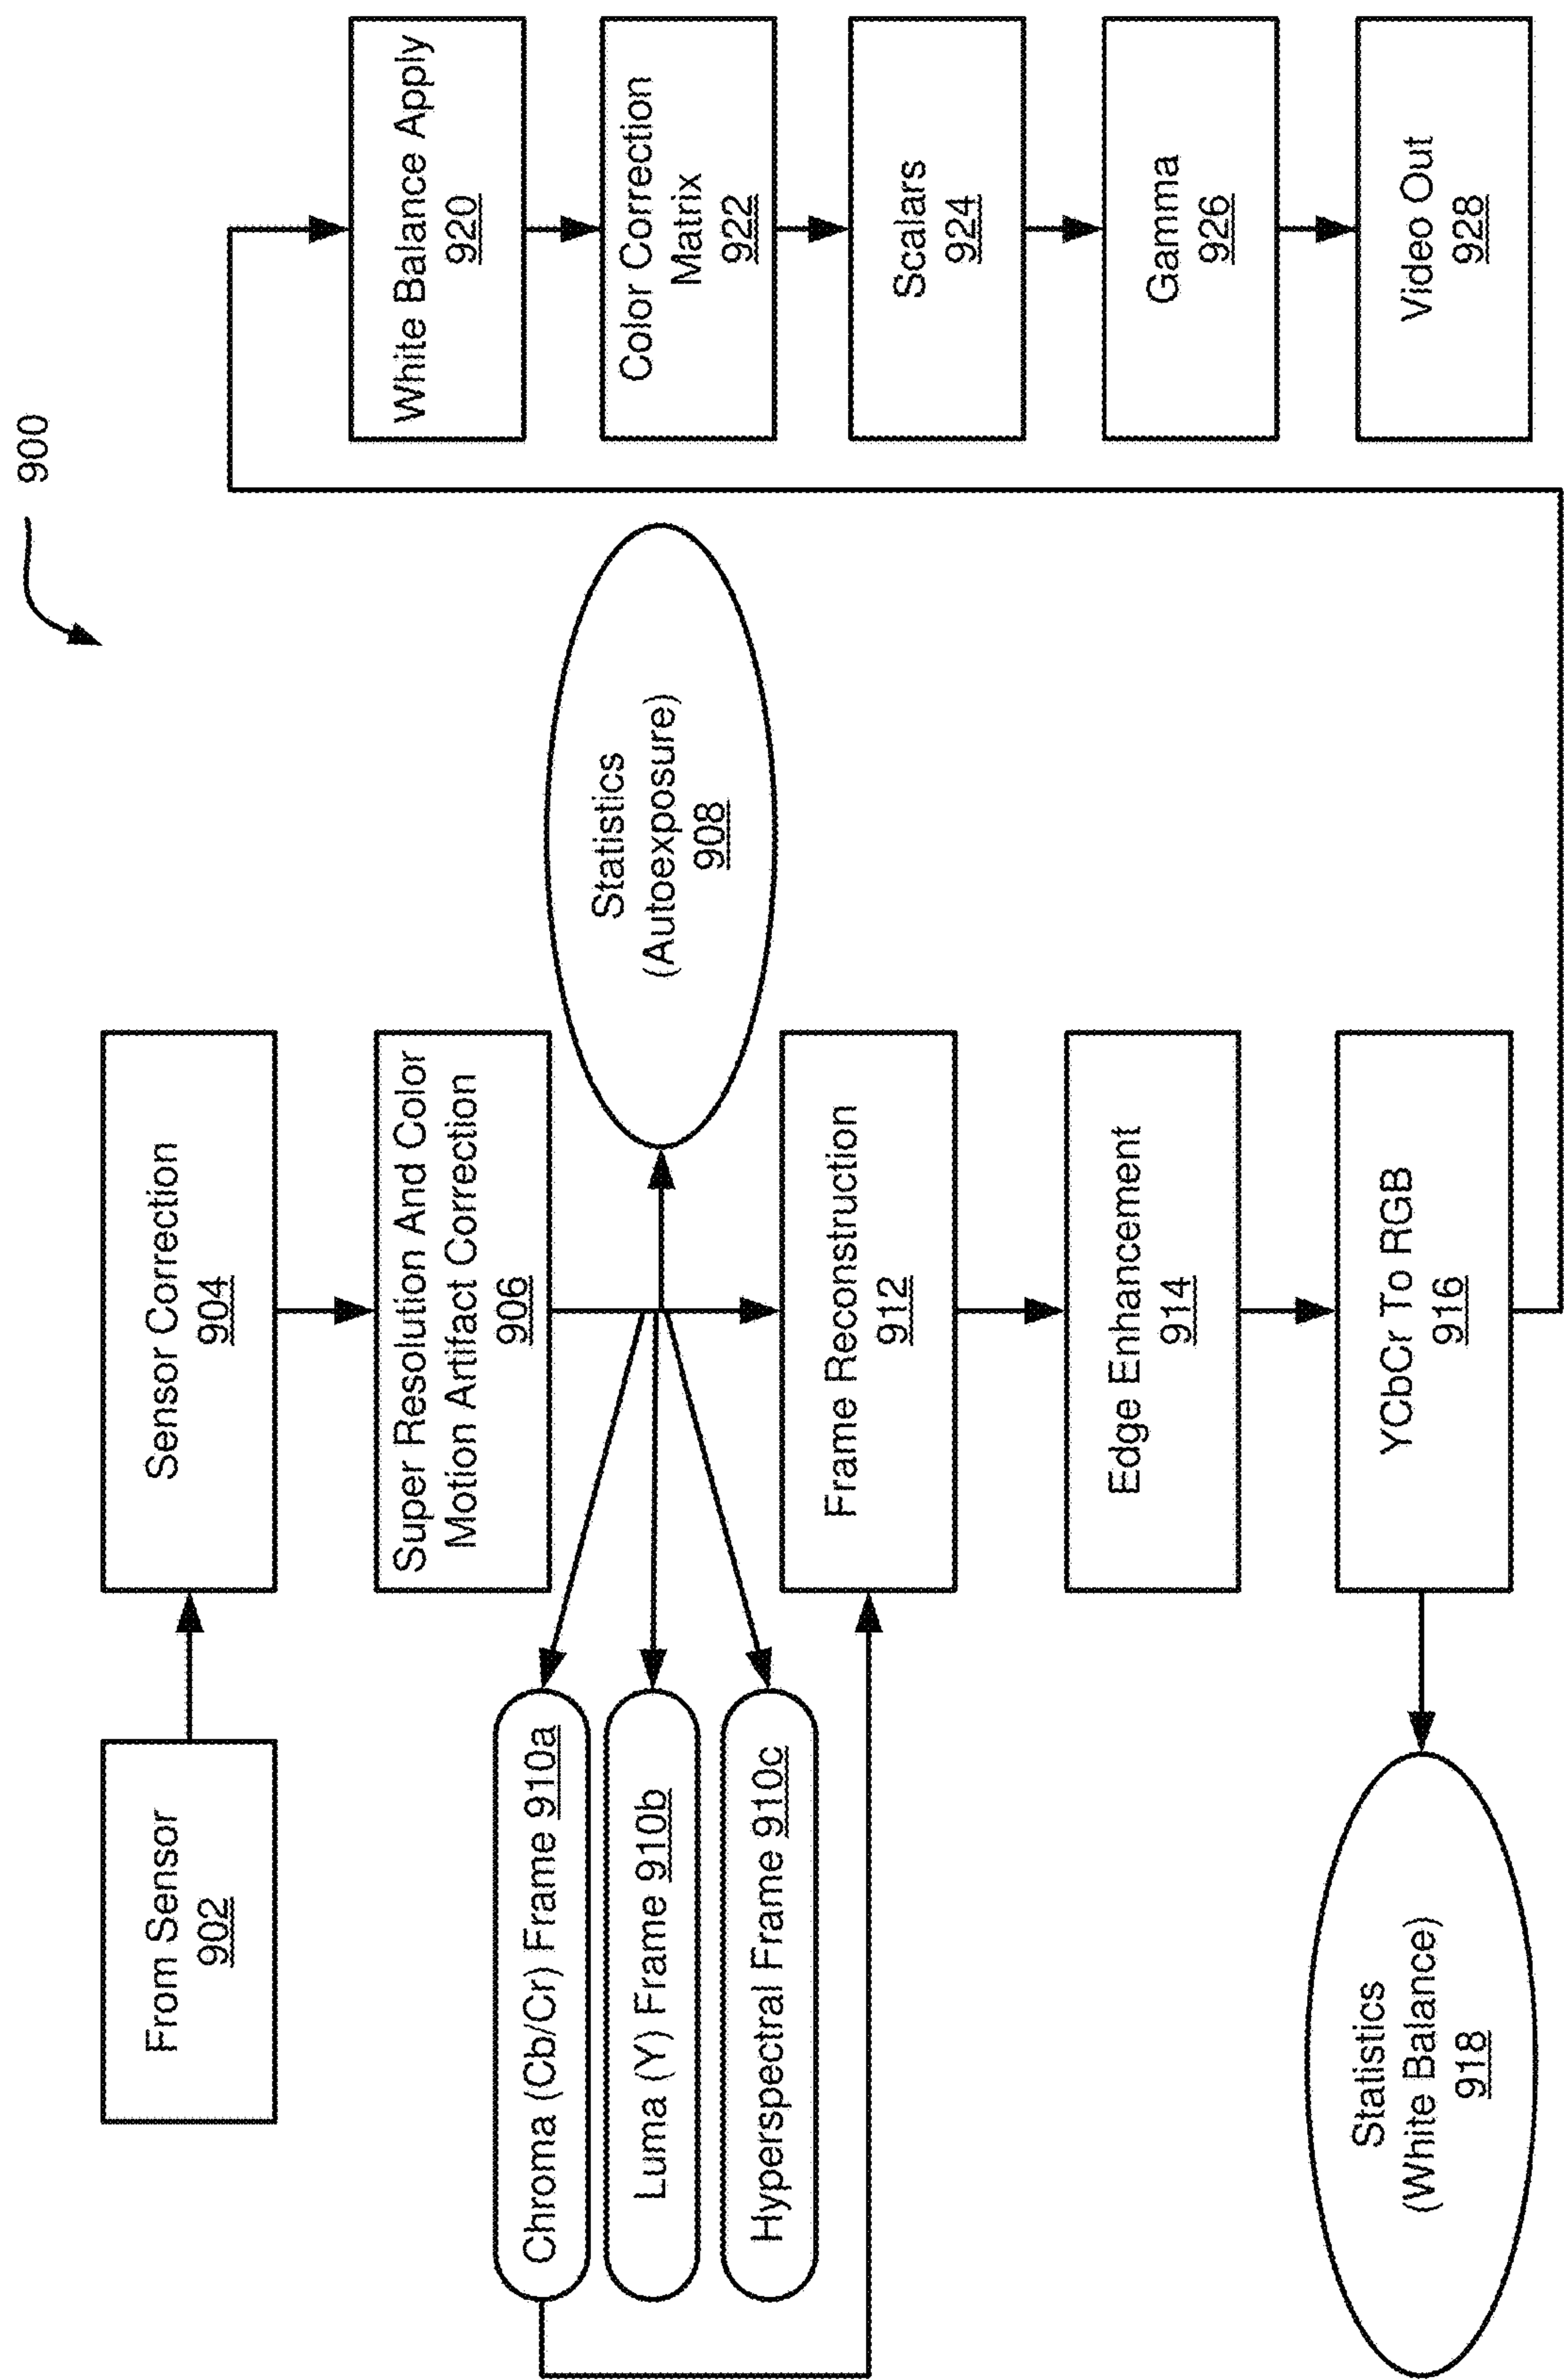 900
From Sensor
902
Sensor Correction
904
Super Resolution And Color
Motion Artifact Correction
906
Statistics
(Autoexposure)
908
Chroma (Cb/Cr) Frame 910a
Luma (Y) Frame 910b
Hyperspectral Frame 910c
Frame Reconstruction
912
Edge Enhancement
914
YCbCr To RGB
916
Statistics
(White Balance)
918
White Balance Apply
920
Color Correction
Matrix
922
Scalars
924
Gamma
926
Video Out
928